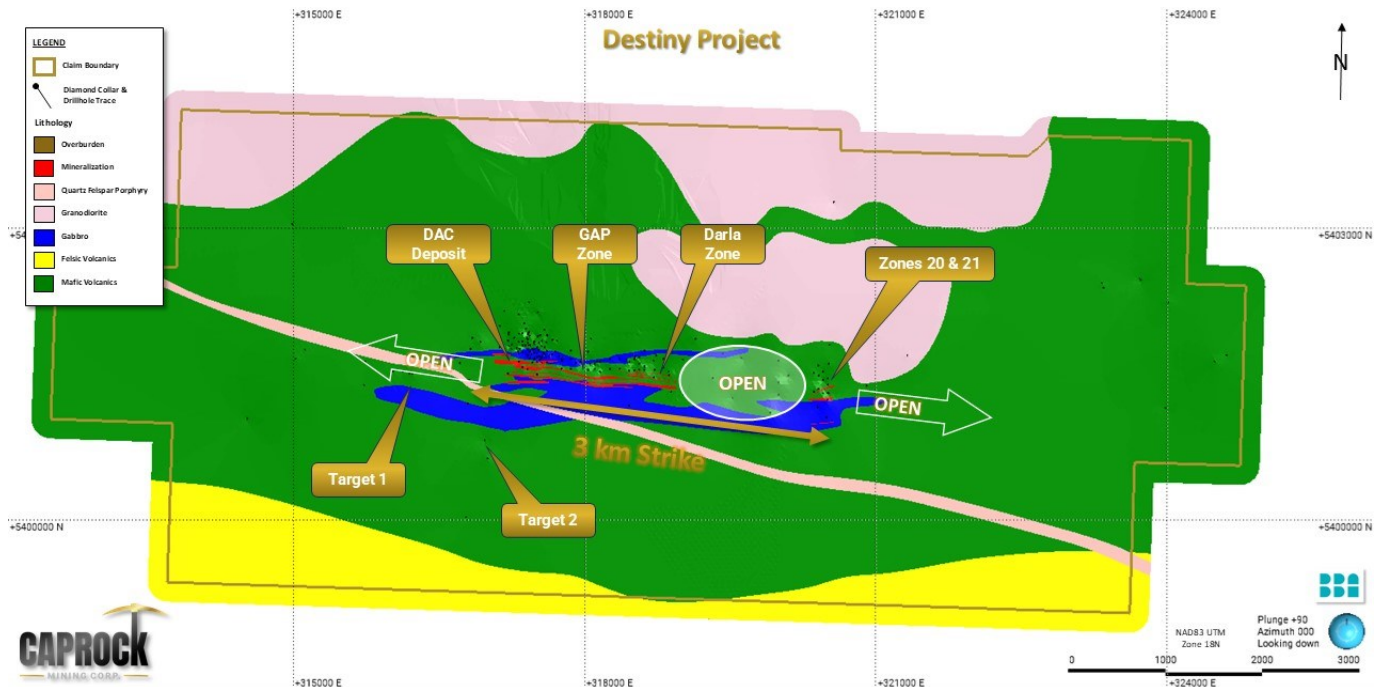 +315000 E
+318000 E
+321000 E
+324000 E
Destiny Project
N
LEGEND
Claim Boundary
Diamond Collar &
Drillhole Trace
Lithology
Overburden
Mineralization
Quartz Felspar Porphyry
Granodiorite
Gabbro
Felsic Volcanics
Mafic Volcanics
+54
+5403000 N
DAC
Deposit
GAP
Zone
Darla
Zone
Zones 20 & 21
OPEN
OPEN
OPEN
3 km Strike
Target 1
Target 2
+5400000 N
+5400000 N
CAPROCK
MINING CORP.
BBA
NAD83 UTM
Zone 18N
Plunge +90
Azimuth 000
Looking down
0
1000
2000
3000
+315000 E
+318000 E
+321000 E
+324000 E